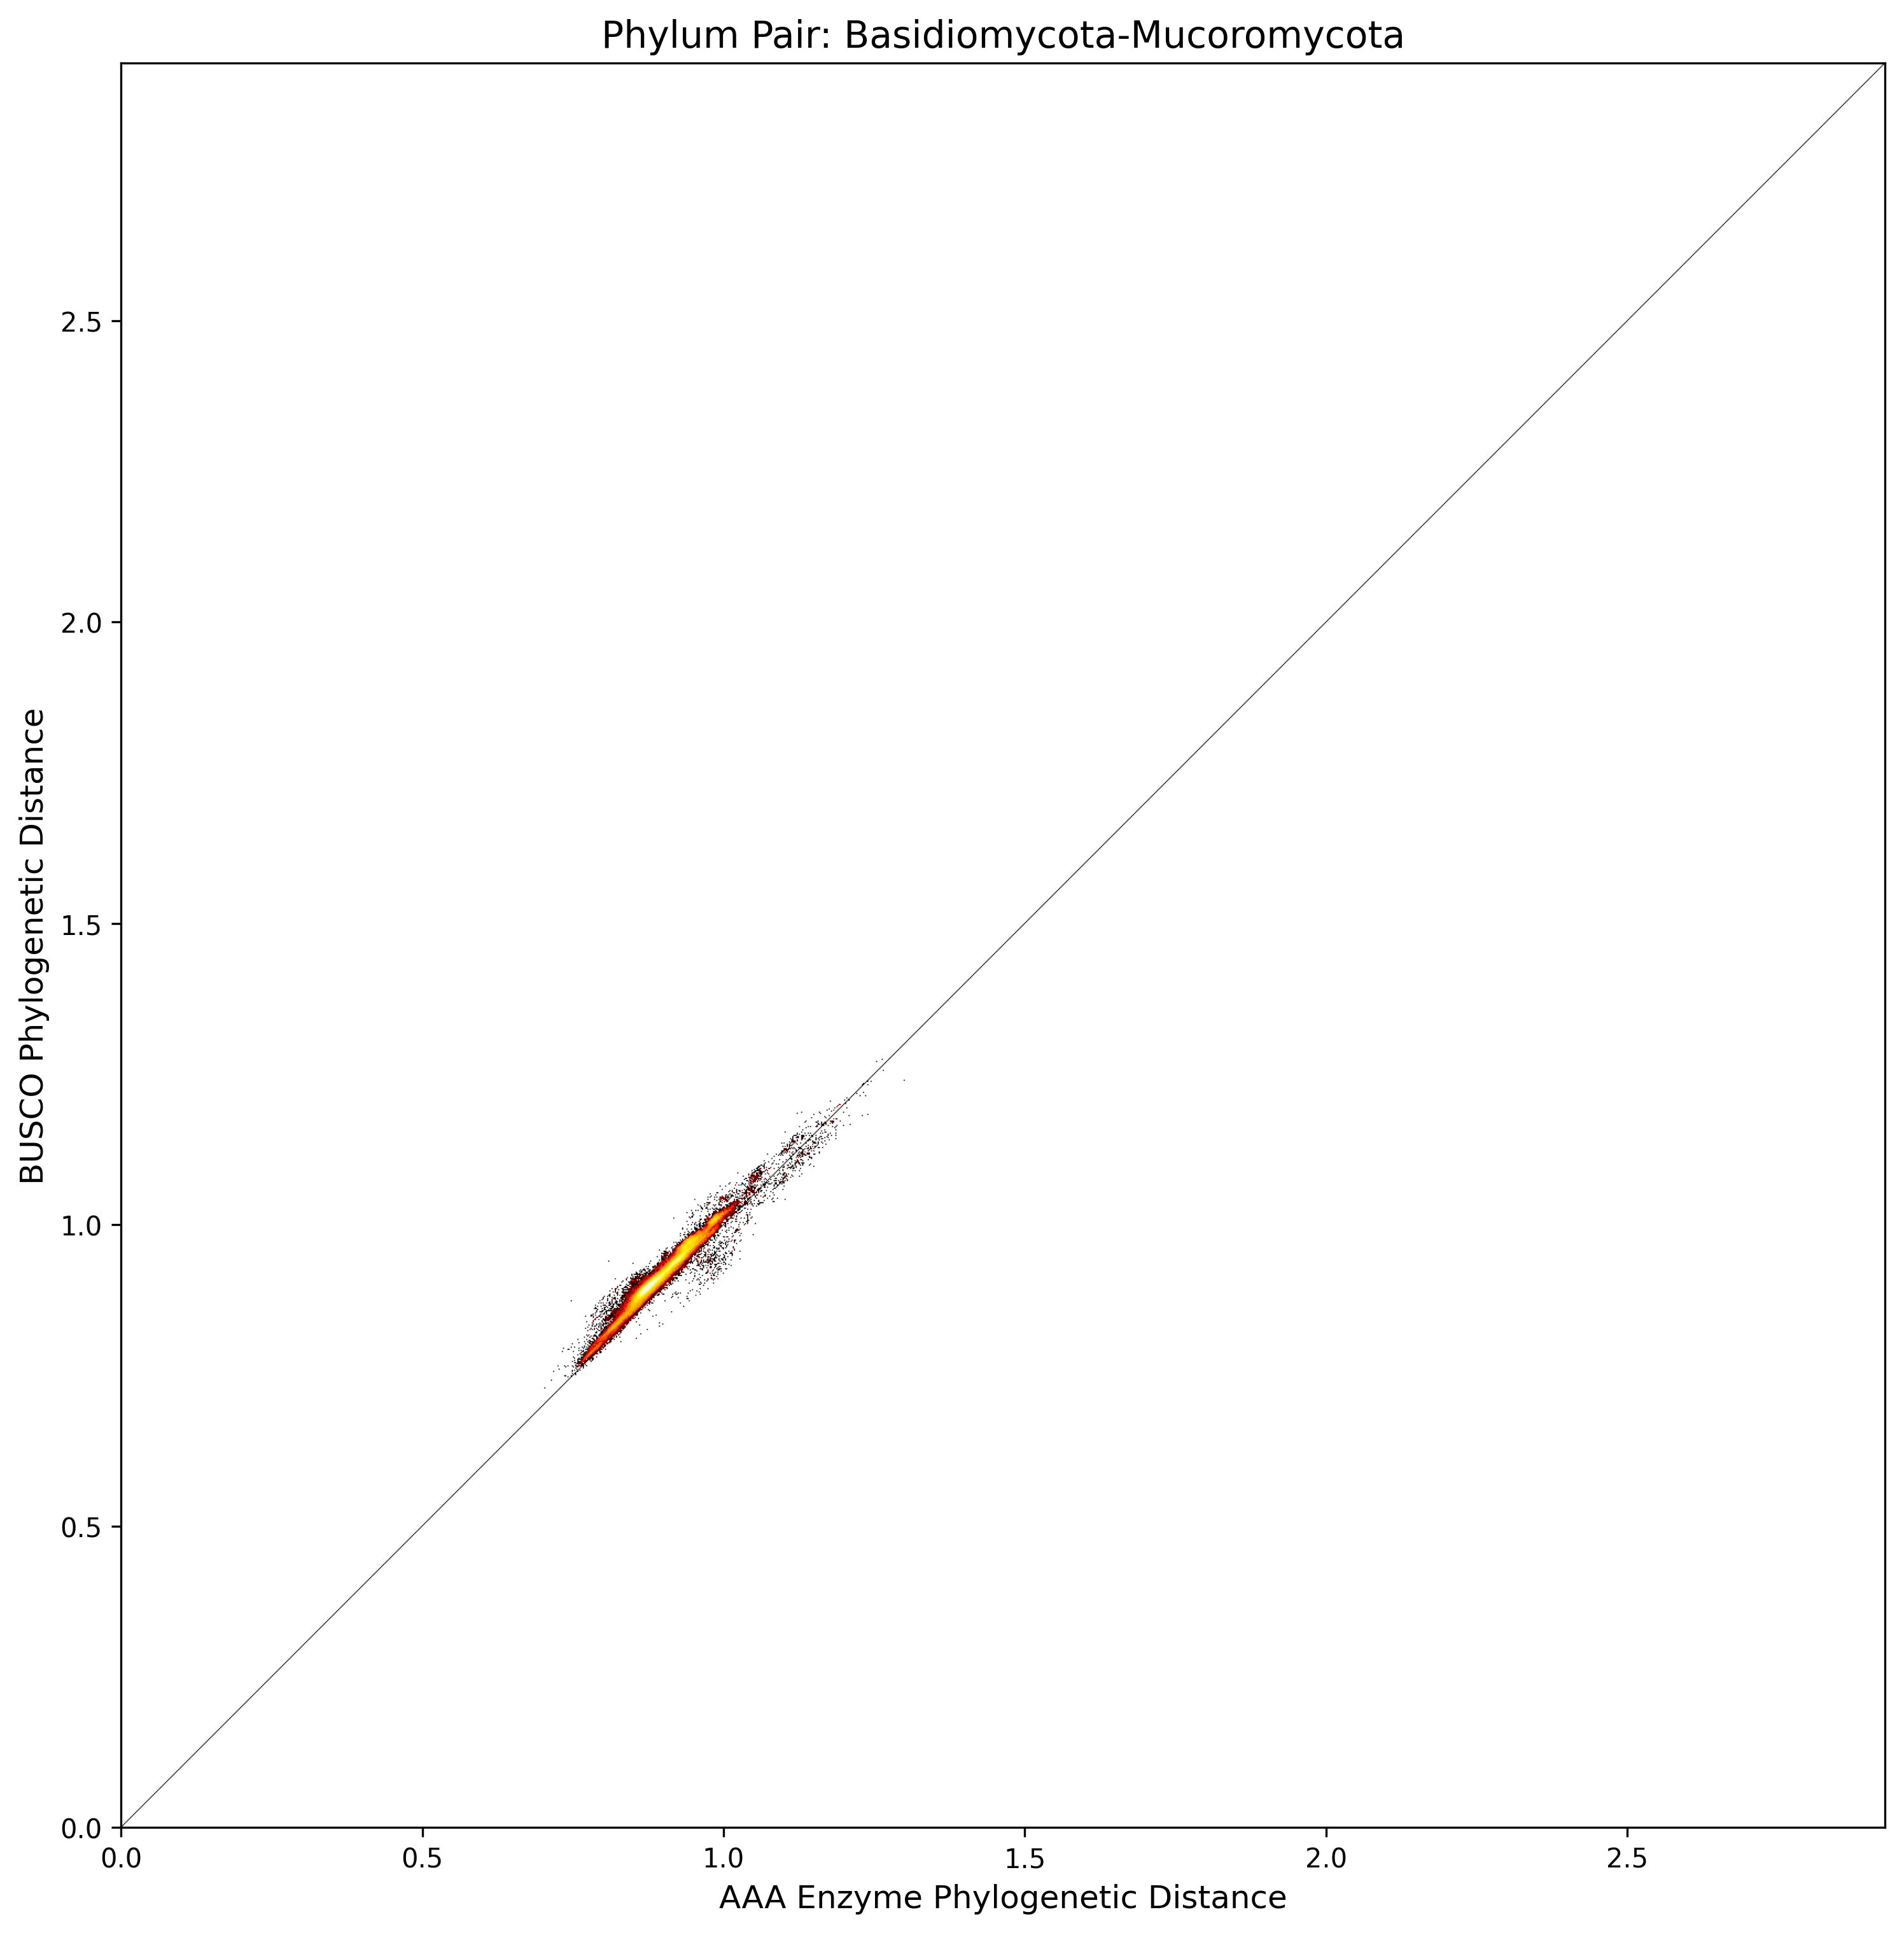 Phylum Pair: Basidiomycota-Mucoromycota
BUSCO Phylogenetic Distance
2.5
2.0
1.5
1.0
0.5
0.0
0.0 0.5 1.0 1.5 2.0 2.5
AAA Enzyme Phylogenetic Distance